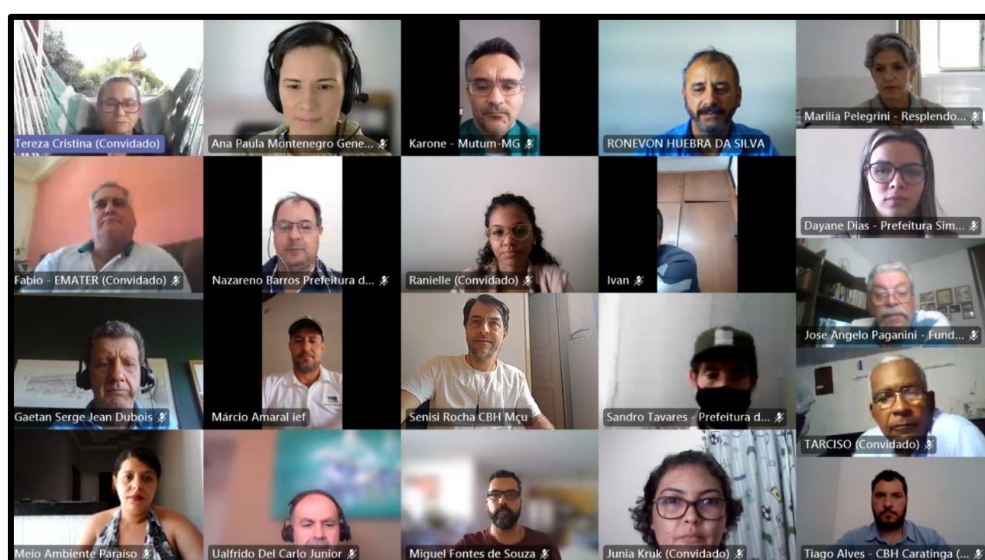 Tereza Cristina (Convidado)
Ana Paula Montenegro Gene...
Karone - Mutum-MG
RONEVON HUEBRA DA SILVA
Marilia Pelegrini - Resplendo...
Dayane Dias - Prefeitura Sim...
Fabio - EMATER (Convidado)
Nazareno Barros Prefeitura d...
Ranielle (Convidado)
Ivan
Jose Angelo Paganini - Fund...
Gaetan Serge Jean Dubois
Márcio Amaral ief
Senisi Rocha CBH Mçu
Sandro Tavares - Prefeitura d...
TARCISO (Convidado)
Meio Ambiente Paraiso
Ualfrido Del Carlo Junior
Miguel Fontes de Souza
Junia Kruk (Convidado)
Tiago Alves - CBH Caratinga (...